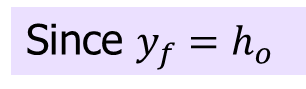 Since y_f = h_o